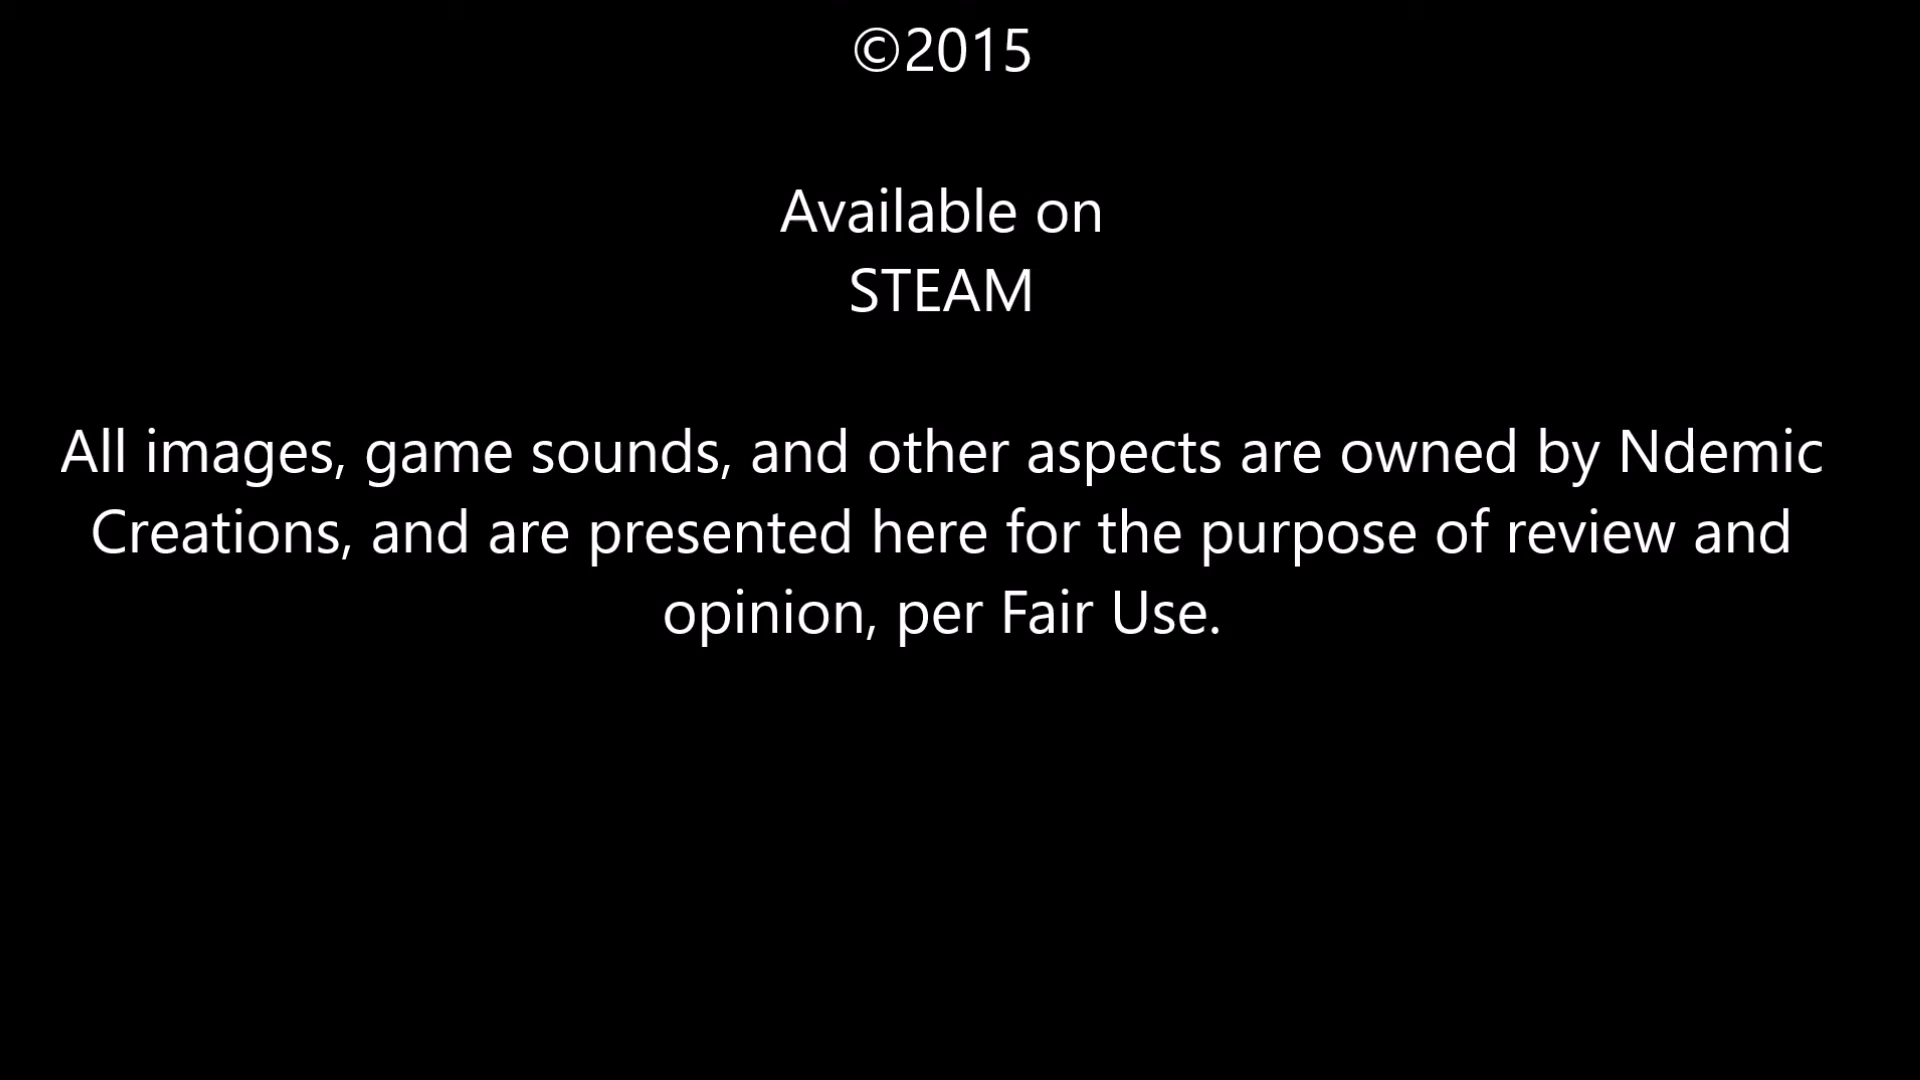 ©2015
Available on
STEAM
All images, game sounds, and other aspects are owned by Ndemic
Creations, and are presented here for the purpose of review and
opinion, per Fair Use.